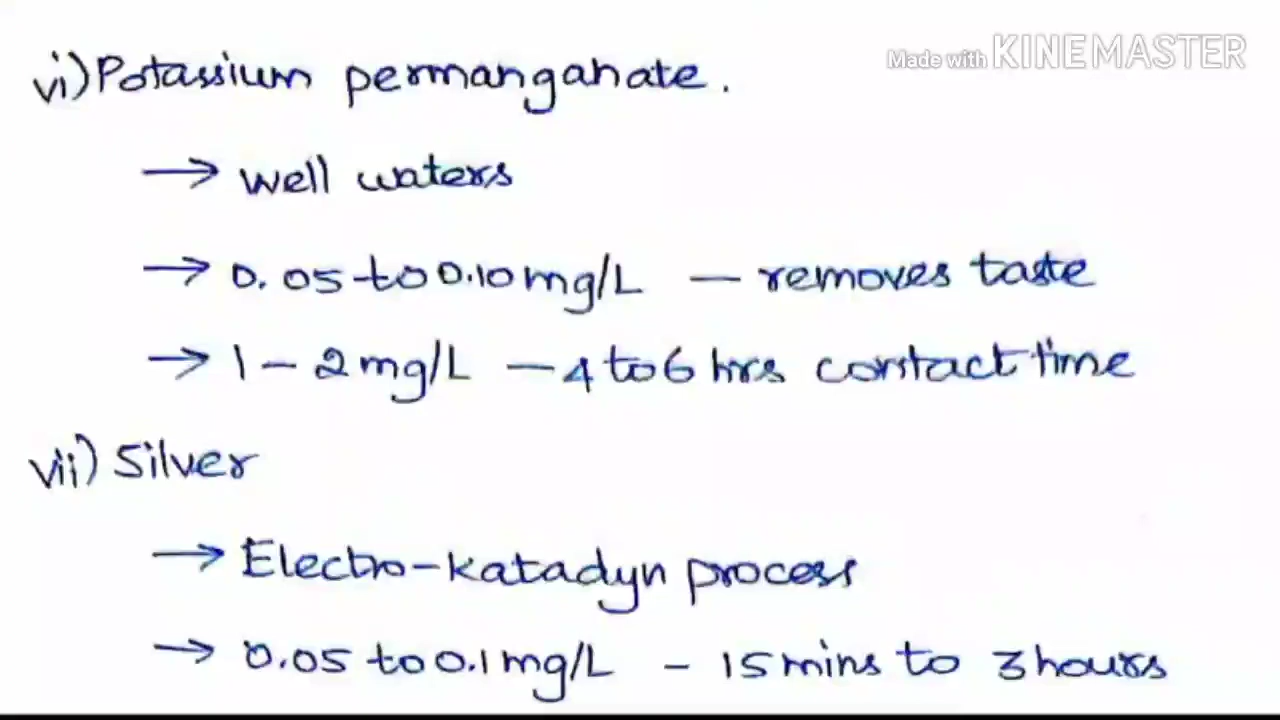 Made with KINEMASTER
vi) Potassium permanganate.
→ well waters
→ 0.05 to 0.10 mg/L — removes taste
→ 1 – 2 mg/L — 4 to 6 hrs contact time
vii) Silver
→ Electro-katadyn process
→ 0.05 to 0.1 mg/L – 15 mins to 3 hours